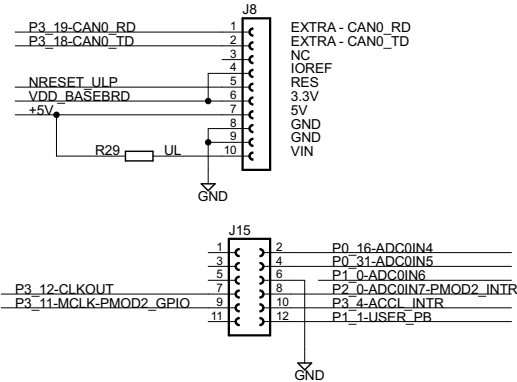 J8
P3_19-CAN0_RD 1 EXTRA - CAN0_RD
P3_18-CAN0_TD 2 EXTRA - CAN0_TD
3 NC
4 IOREF
NRESET_ULP 5 RES
VDD_BASEBRD 6 3.3V
+5V 7 5V
8 GND
9 GND
R29 UL 10 VIN
GND
J15
1 2 P0_16-ADC0IN4
3 4 P0_31-ADC0IN5
5 6 P1_0-ADC0IN6
P3_12-CLKOUT 7 8 P2_0-ADC0IN7-PMOD2_INTR
P3_11-MCLK-PMOD2_GPIO 9 10 P3_4-ACCL_INTR
11 12 P1_1-USER_PB
GND